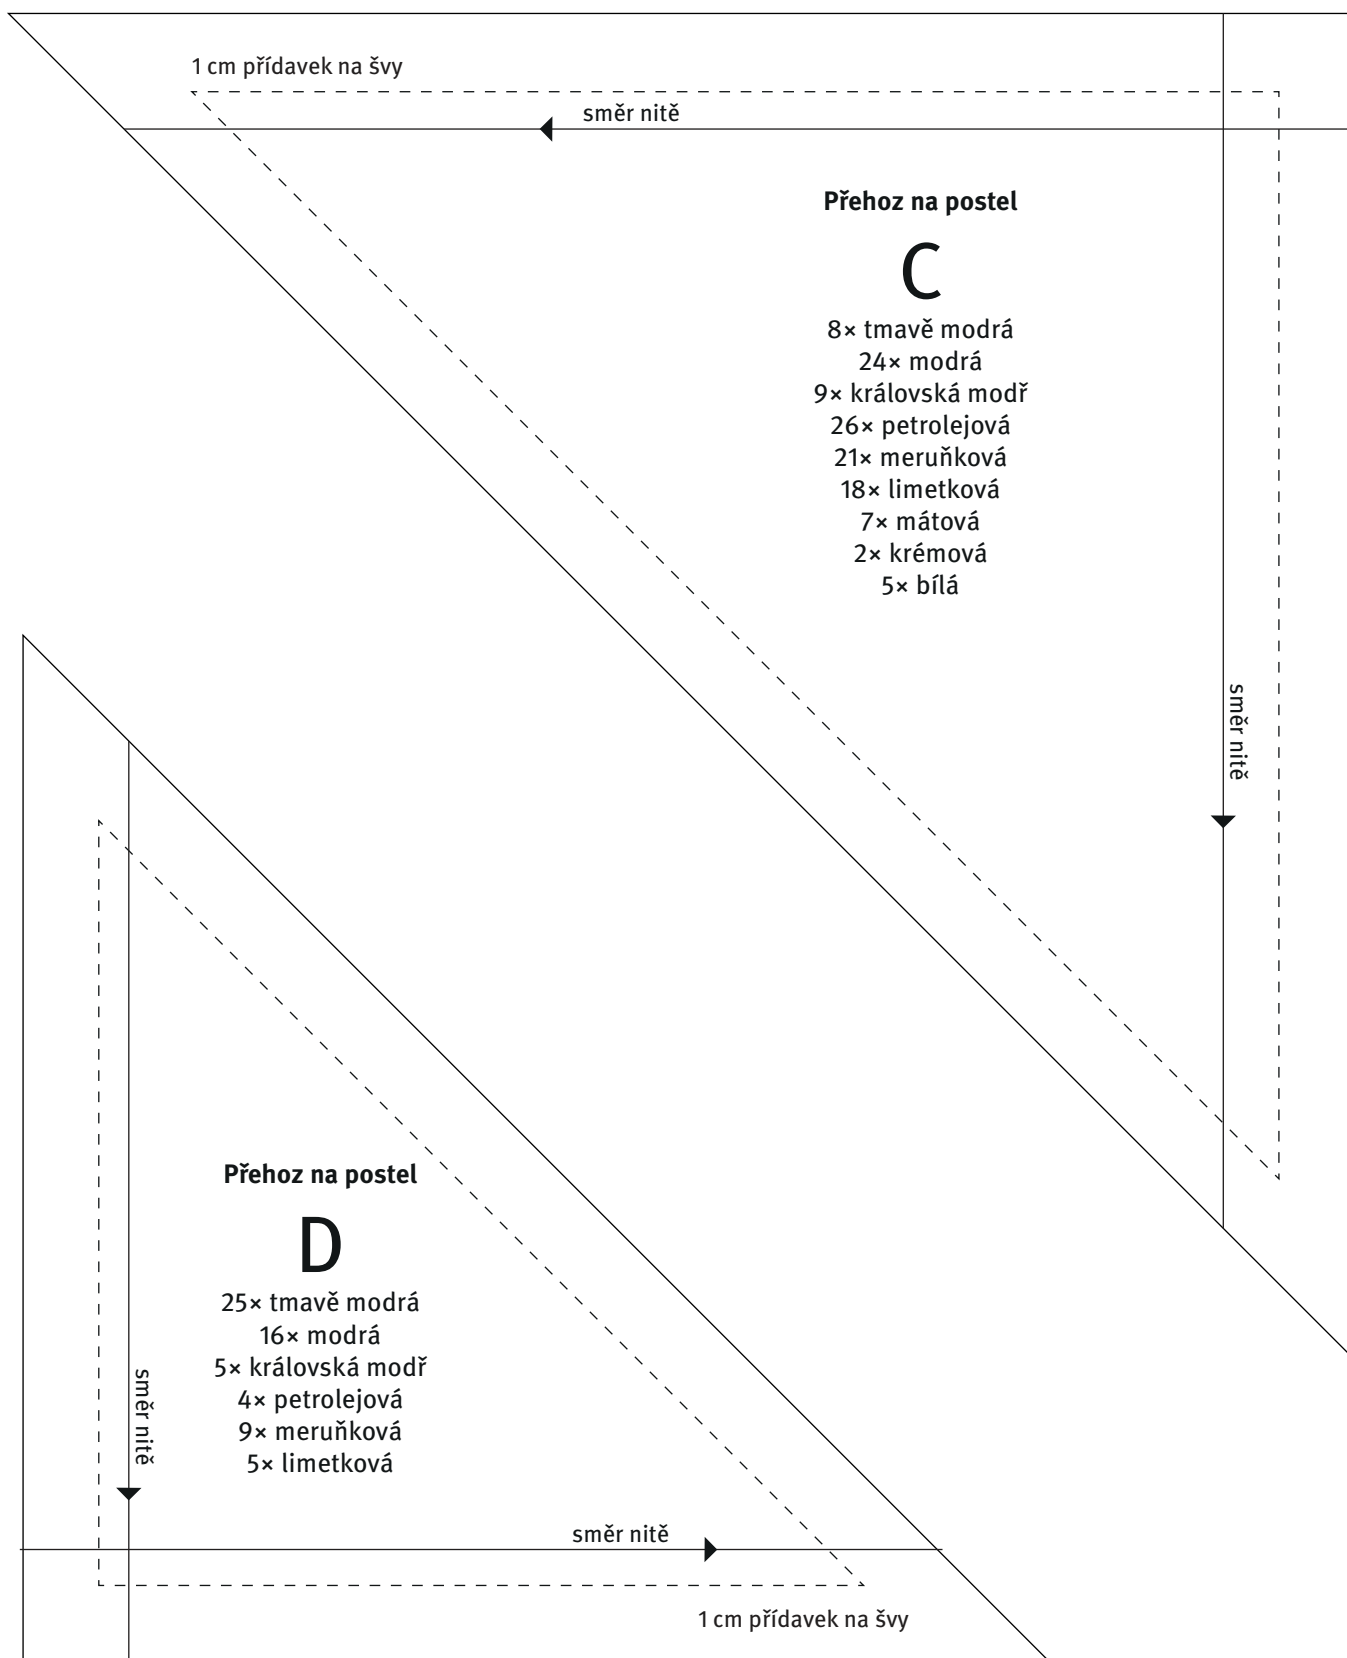 1 cm přídavek na švy
směr nitě
Přehoz na postel
C
8× tmavě modrá
24× modrá
9× královská modř
26× petrolejová
21× meruňková
18× limetková
7× mátová
2× krémová
5× bílá
směr nitě
Přehoz na postel
D
25× tmavě modrá
16× modrá
5× královská modř
4× petrolejová
9× meruňková
5× limetková
směr nitě
směr nitě
1 cm přídavek na švy